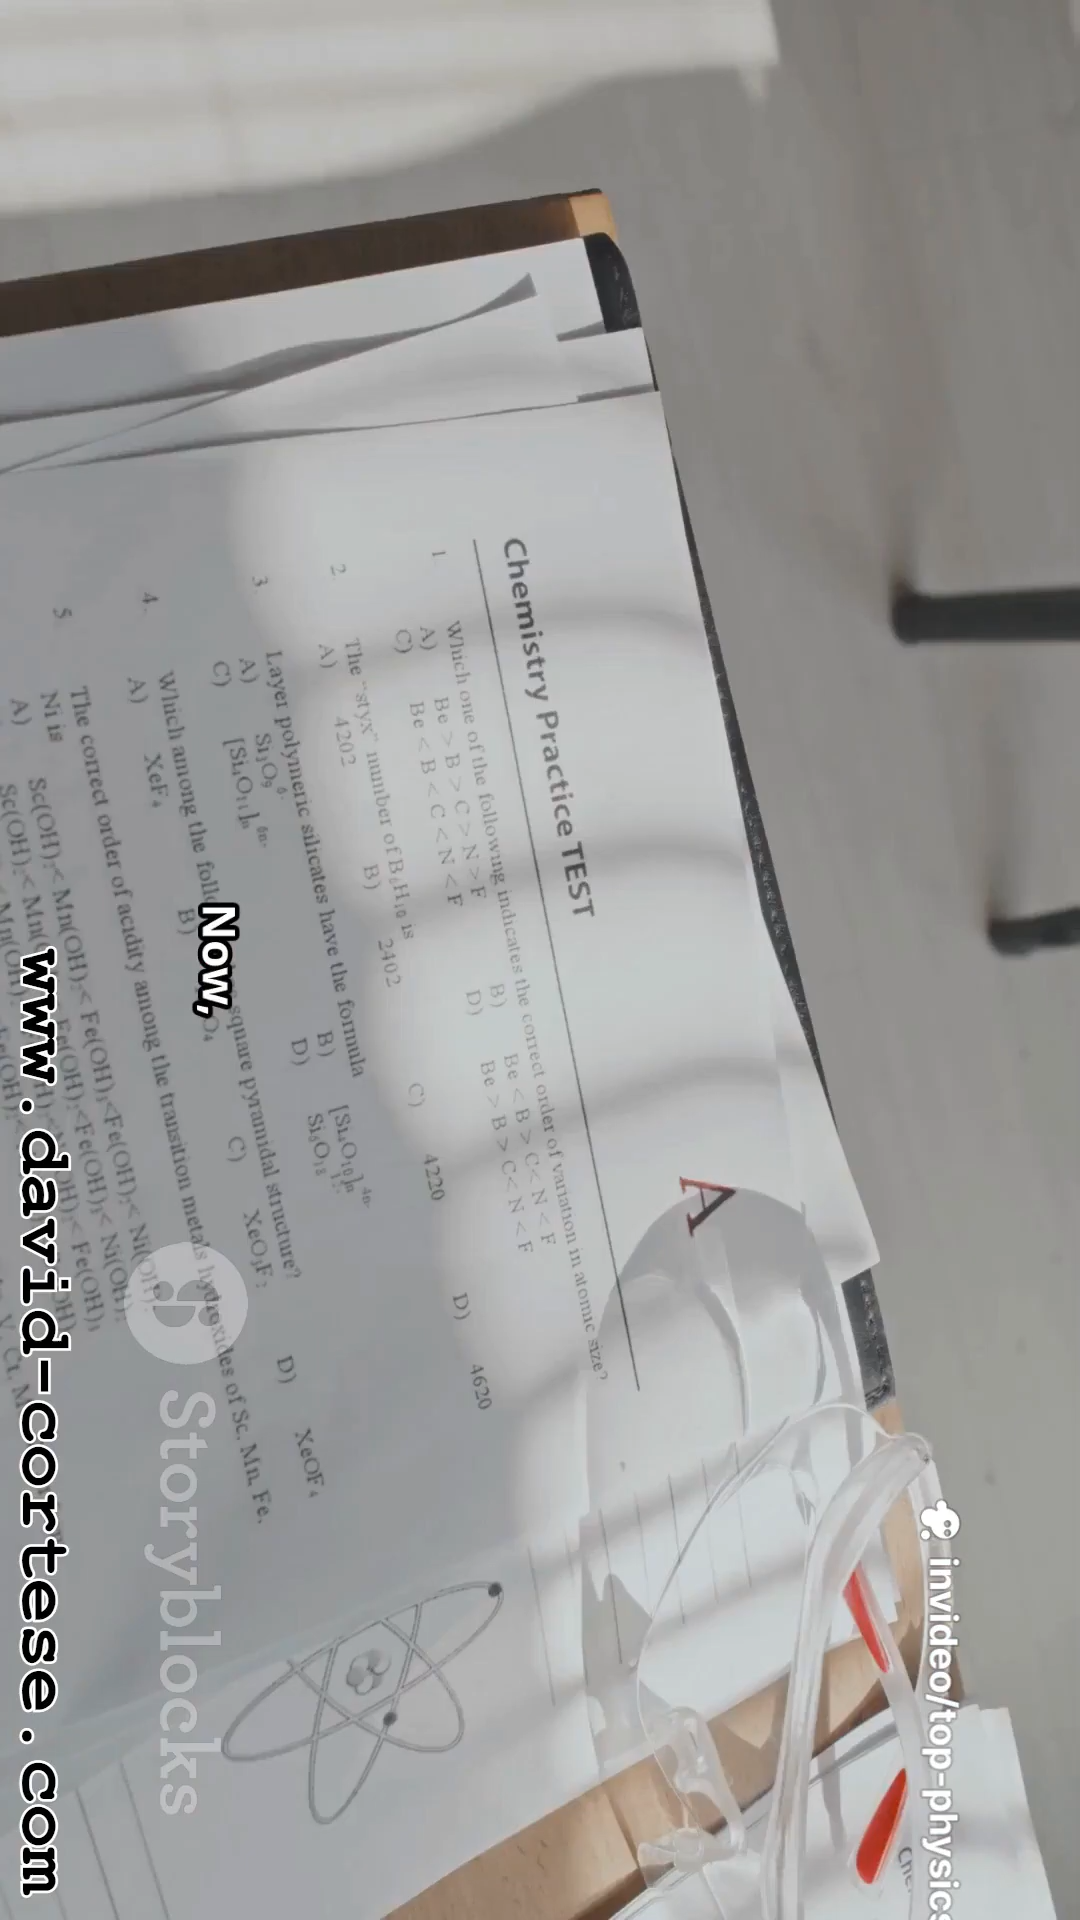 Chemistry Practice TEST
A
1. Which one of the following indicates the correct order of variation in atomic size?
A) Be > B > C > N > F B) Be < B > C < N < F
C) Be < B < C < N < F D) Be > B > C < N < F
2. The "styx" number of B₄H₁₀ is
A) 4202 B) 2402 C) 4220 D) 4620
3. Layer polymeric silicates have the formula
A) Si₃O₉⁶⁻ B) [Si₄O₁₀]ₙ⁴ⁿ⁻
C) [Si₄O₁₁]ₙ⁶ⁿ⁻ D) Si₆O₁₈¹²⁻
4. Which among the square pyramidal structure?
A) XeF₄ B) O₄ C) XeO₃F₂ D) XeOF₄
5. The correct order of acidity among the transition metals hydroxides of Sc, Mn, Fe,
Ni is
A) Sc(OH)₂< Mn(OH)₂< Fe(OH)₃<Fe(OH)₂< Ni(OH)₂
Now,
www.david-cortese.com
Storyblocks
invideo/top-physics